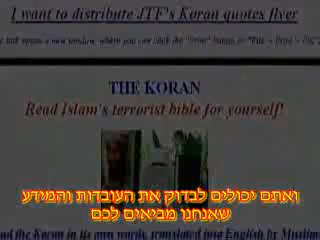 I want to distribute JTF's Koran quotes flyer
THE KORAN
Read Islam's terrorist bible for yourself!
ואתם יכולים לבדוק את העובדות והמידע
שאנחנו מביאים לכם
ad the Koran in its own words, translated into English by Muslim